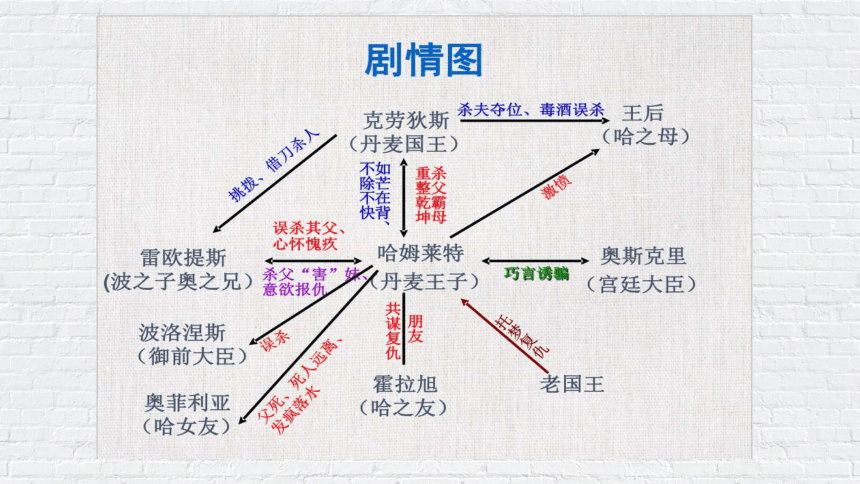 剧情图
克劳狄斯
（丹麦国王）
杀夫夺位、毒酒误杀
王后
（哈之母）
挑拨、借刀杀人
如芒在背、
不除不快
杀父霸母
重整乾坤
激愤
误杀其父、
心怀愧疚
雷欧提斯
(波之子奥之兄）
杀父“害”妹、
意欲报仇
哈姆莱特
（丹麦王子）
巧言诱骗
奥斯克里
（宫廷大臣）
波洛涅斯
（御前大臣）
误杀
共谋复仇
朋友
托梦复仇
父死、死人远离、
发疯落水
奥菲利亚
（哈女友）
霍拉旭
（哈之友）
老国王